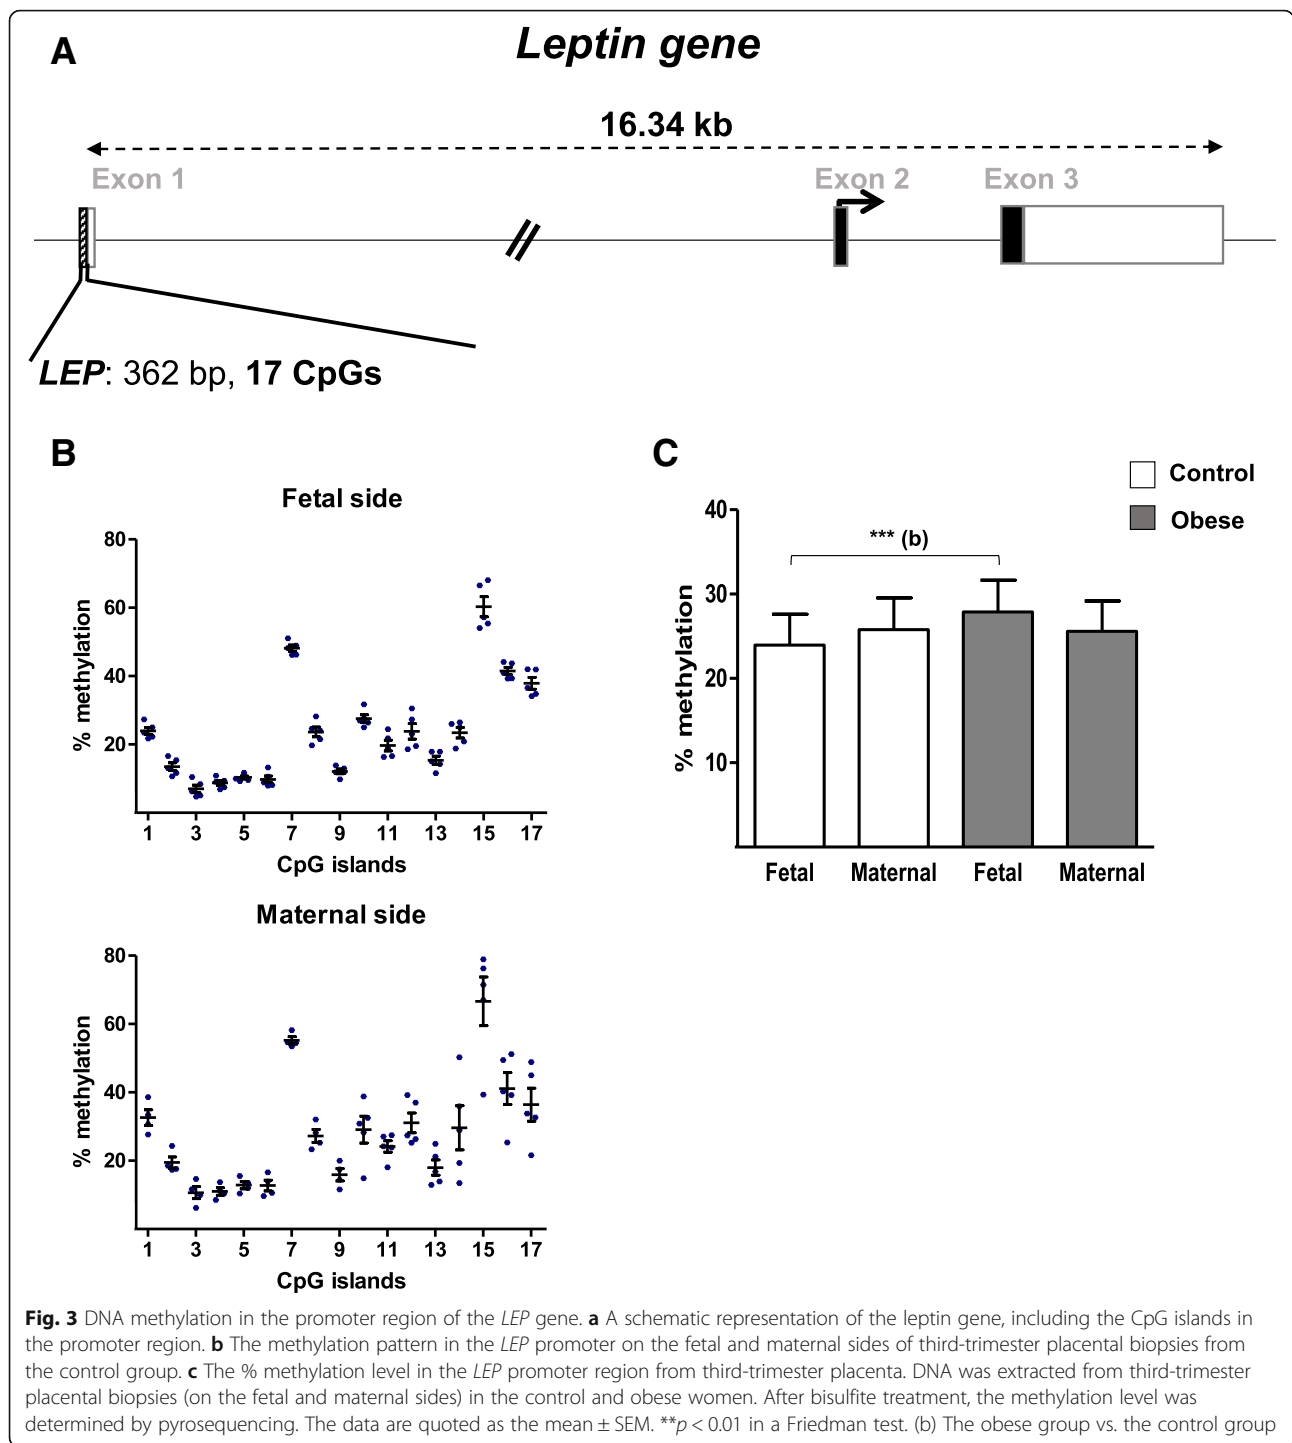 A
Leptin gene
16.34 kb
Exon 1
Exon 2
Exon 3
LEP: 362 bp, 17 CpGs
B
Fetal side
% methylation
80
60
40
20
1 3 5 7 9 11 13 15 17
CpG islands
Maternal side
% methylation
80
60
40
20
1 3 5 7 9 11 13 15 17
CpG islands
C
Control
Obese
% methylation
40
30
20
10
*** (b)
Fetal Maternal Fetal Maternal
Fig. 3 DNA methylation in the promoter region of the LEP gene. a A schematic representation of the leptin gene, including the CpG islands in
the promoter region. b The methylation pattern in the LEP promoter on the fetal and maternal sides of third-trimester placental biopsies from
the control group. c The % methylation level in the LEP promoter region from third-trimester placenta. DNA was extracted from third-trimester
placental biopsies (on the fetal and maternal sides) in the control and obese women. After bisulfite treatment, the methylation level was
determined by pyrosequencing. The data are quoted as the mean ± SEM. **p < 0.01 in a Friedman test. (b) The obese group vs. the control group